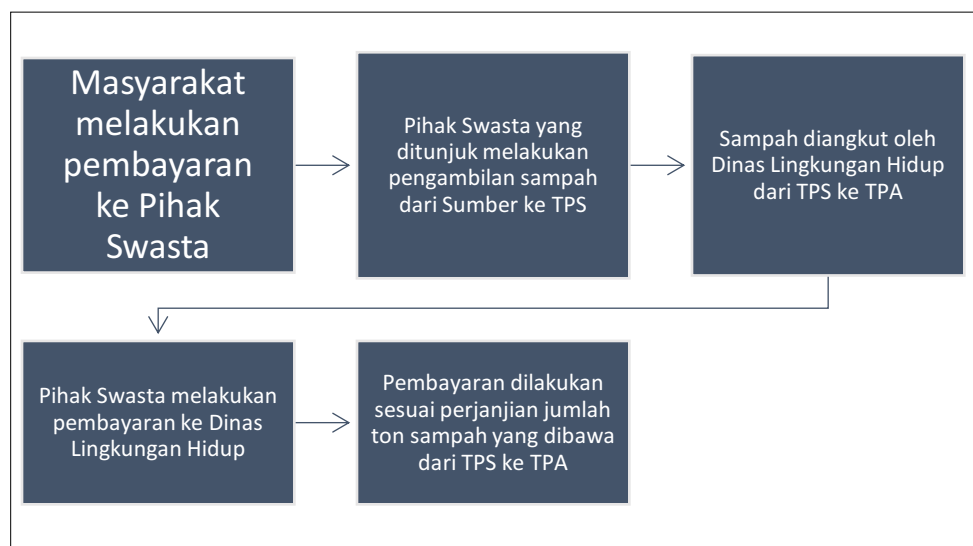 Masyarakat
melakukan
pembayaran
ke Pihak
Swasta
Pihak Swasta yang
ditunjuk melakukan
pengambilan sampah
dari Sumber ke TPS
Sampah diangkut oleh
Dinas Lingkungan Hidup
dari TPS ke TPA
Pihak Swasta melakukan
pembayaran ke Dinas
Lingkungan Hidup
Pembayaran dilakukan
sesuai perjanjian jumlah
ton sampah yang dibawa
dari TPS ke TPA